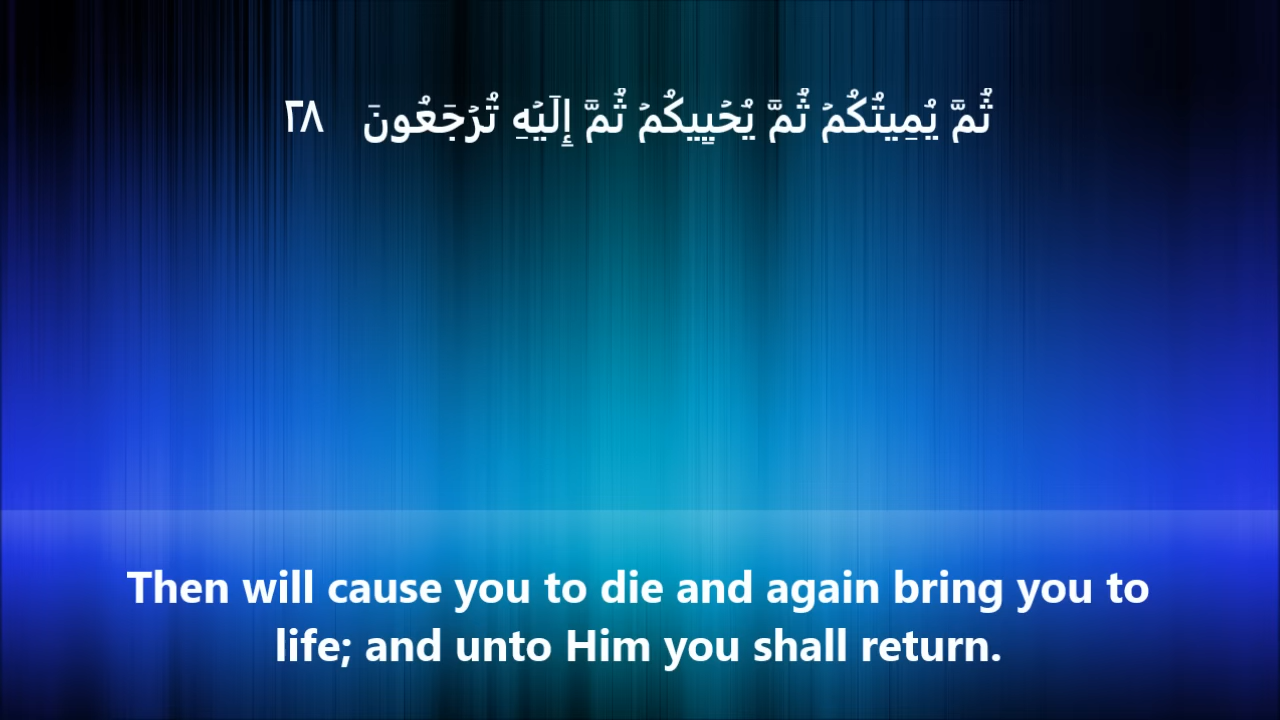 ثُمَّ يُمِيتُكُمۡ ثُمَّ يُحۡيِيكُمۡ ثُمَّ إِلَيۡهِ تُرۡجَعُونَ ٢٨
Then will cause you to die and again bring you to
life; and unto Him you shall return.